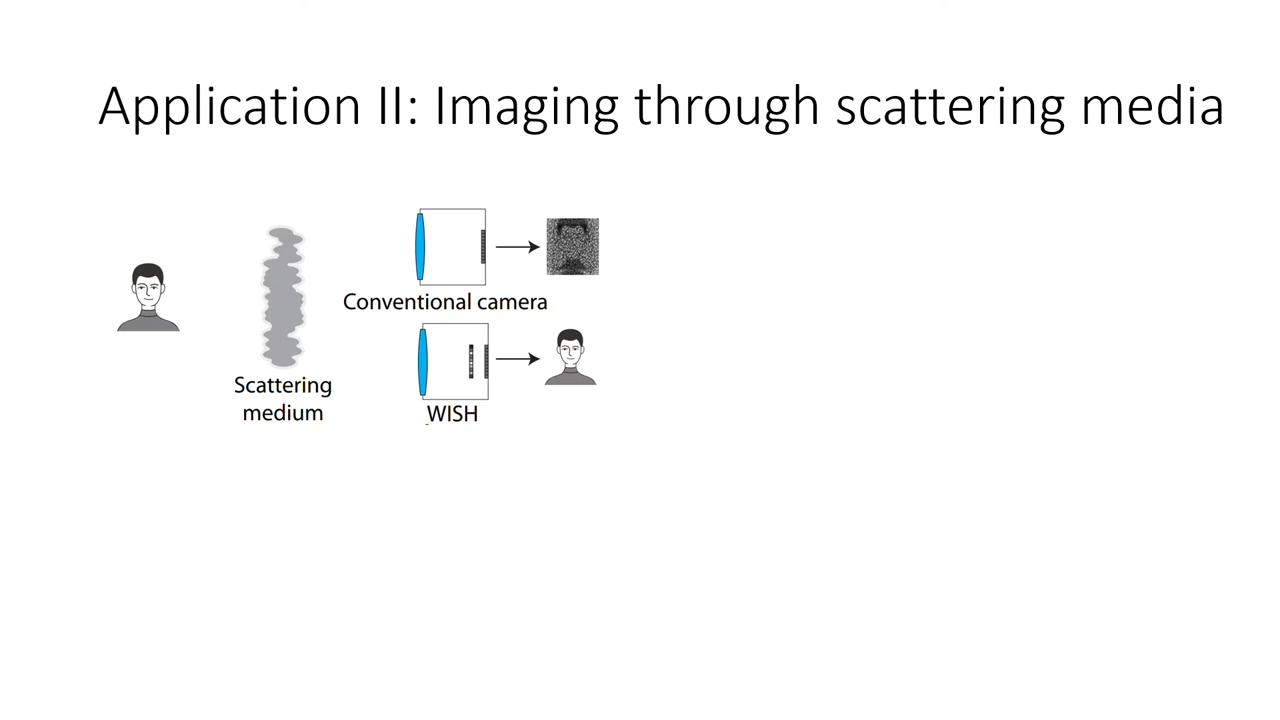 Application II: Imaging through scattering media
Conventional camera
Scattering
medium
WISH